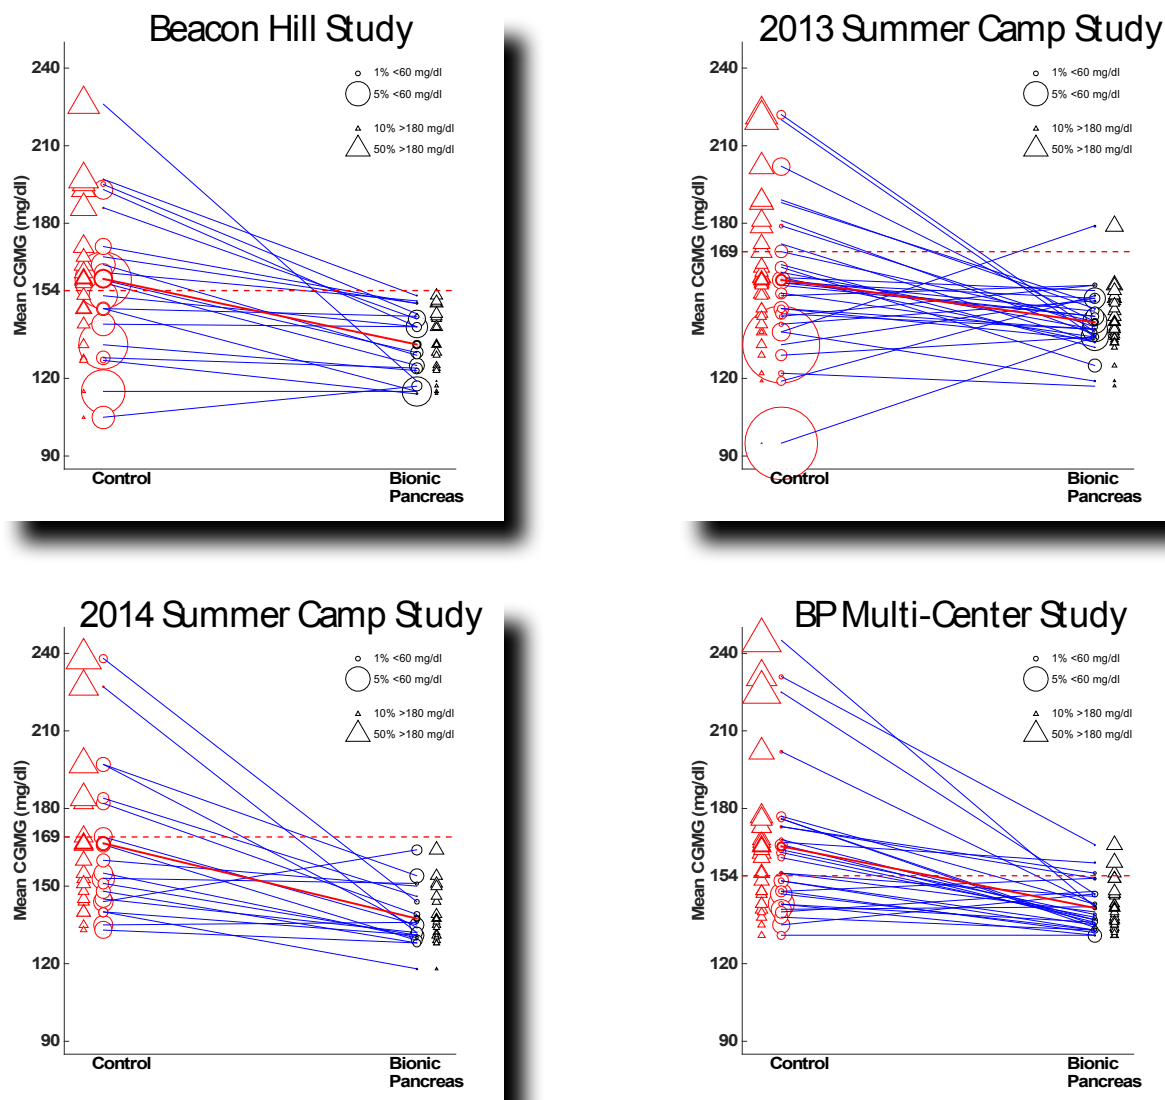 Beacon Hill Study
240
210
180
154
120
90
Mean CGMG (mg/dl)
1% <60 mg/dl
5% <60 mg/dl
10% >180 mg/dl
50% >180 mg/dl
Control
Bionic
Pancreas
2013 Summer Camp Study
240
210
180
169
150
120
90
Mean CGMG (mg/dl)
1% <60 mg/dl
5% <60 mg/dl
10% >180 mg/dl
50% >180 mg/dl
Control
Bionic
Pancreas
2014 Summer Camp Study
240
210
180
169
150
120
90
Mean CGMG (mg/dl)
1% <60 mg/dl
5% <60 mg/dl
10% >180 mg/dl
50% >180 mg/dl
Control
Bionic
Pancreas
BP Multi-Center Study
240
210
180
154
120
90
Mean CGMG (mg/dl)
1% <60 mg/dl
5% <60 mg/dl
10% >180 mg/dl
50% >180 mg/dl
Control
Bionic
Pancreas